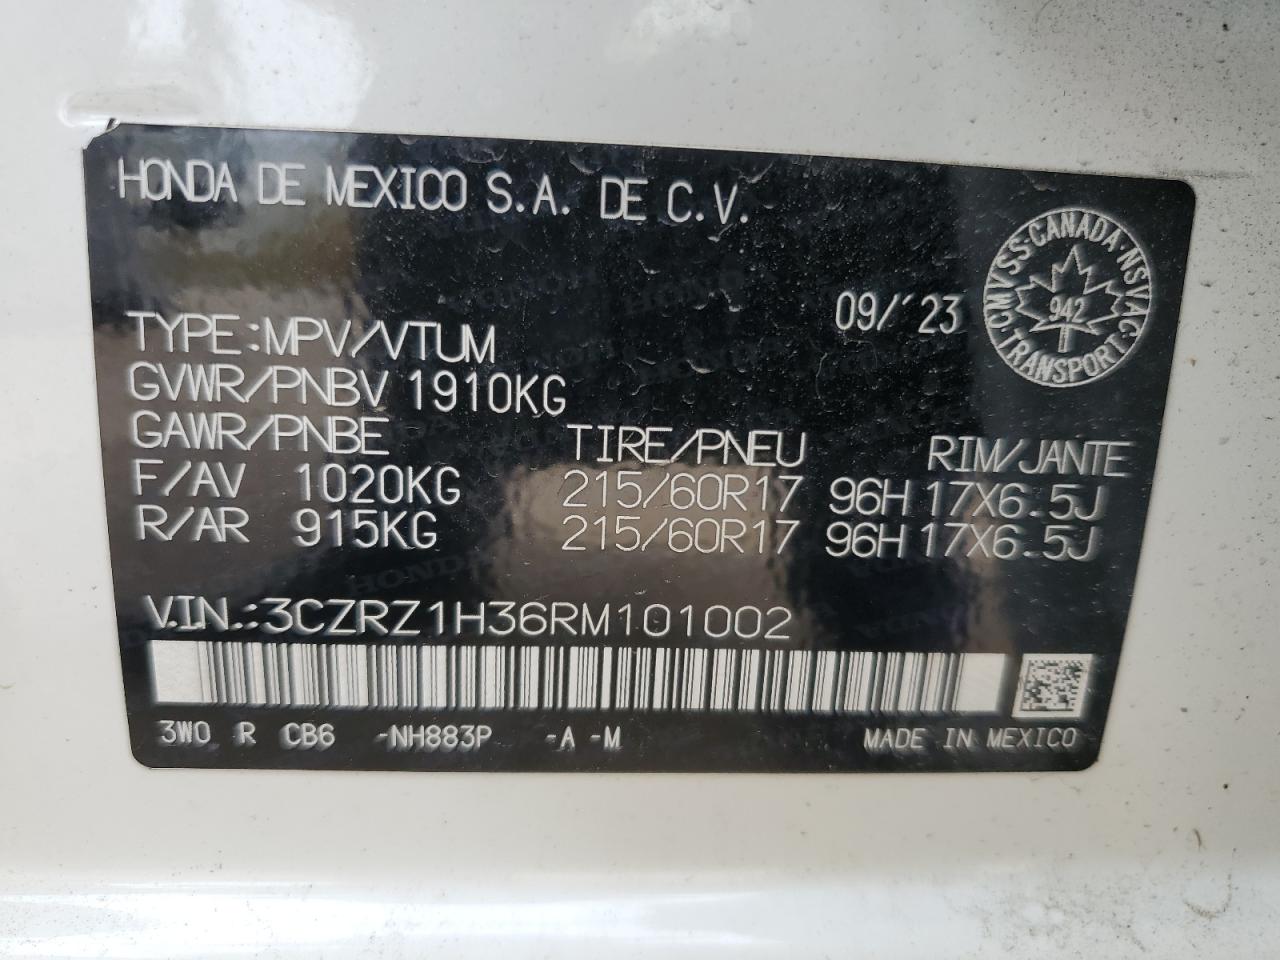 HONDA DE MEXICO S.A. DE C.V.
09/'23
CMVSS·CANADA·NSVAC·TRANSPORT·
942
TYPE:MPV/VTUM
GVWR/PNBV 1910KG
GAWR/PNBE TIRE/PNEU RIM/JANTE
F/AV 1020KG 215/60R17 96H 17X6.5J
R/AR 915KG 215/60R17 96H 17X6.5J
V.I.N.:3CZRZ1H36RM101002
3W0 R CB6 -NH883P -A -M MADE IN MEXICO
HONDA